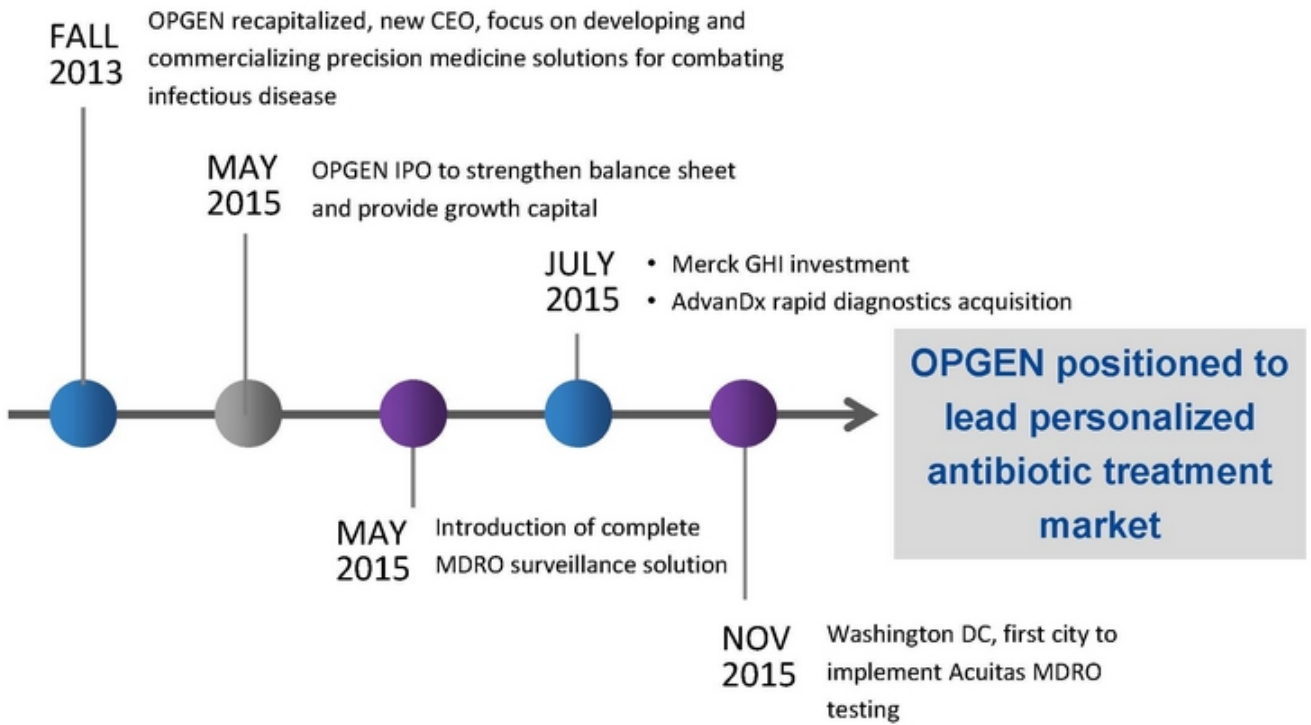 FALL
2013
OPGEN recapitalized, new CEO, focus on developing and
commercializing precision medicine solutions for combating
infectious disease
MAY
2015
OPGEN IPO to strengthen balance sheet
and provide growth capital
JULY
2015
• Merck GHI investment
• AdvanDx rapid diagnostics acquisition
OPGEN positioned to
lead personalized
antibiotic treatment
market
MAY
2015
Introduction of complete
MDRO surveillance solution
NOV
2015
Washington DC, first city to
implement Acuitas MDRO
testing